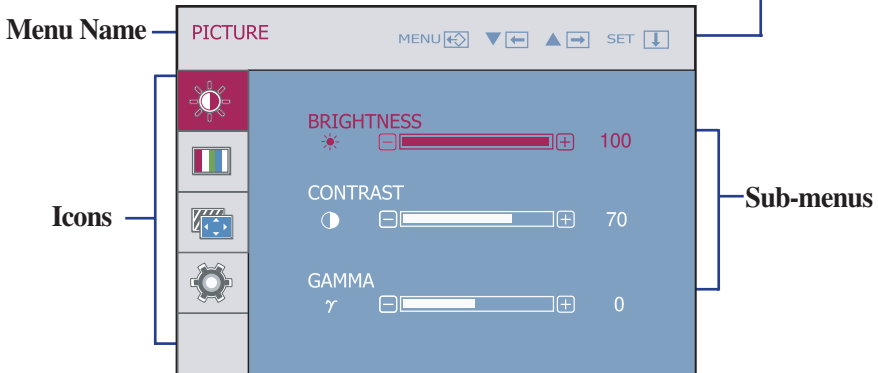 Menu Name
PICTURE
MENU ▼ ▲ SET
BRIGHTNESS
100
CONTRAST
70
Icons
Sub-menus
GAMMA
γ 0